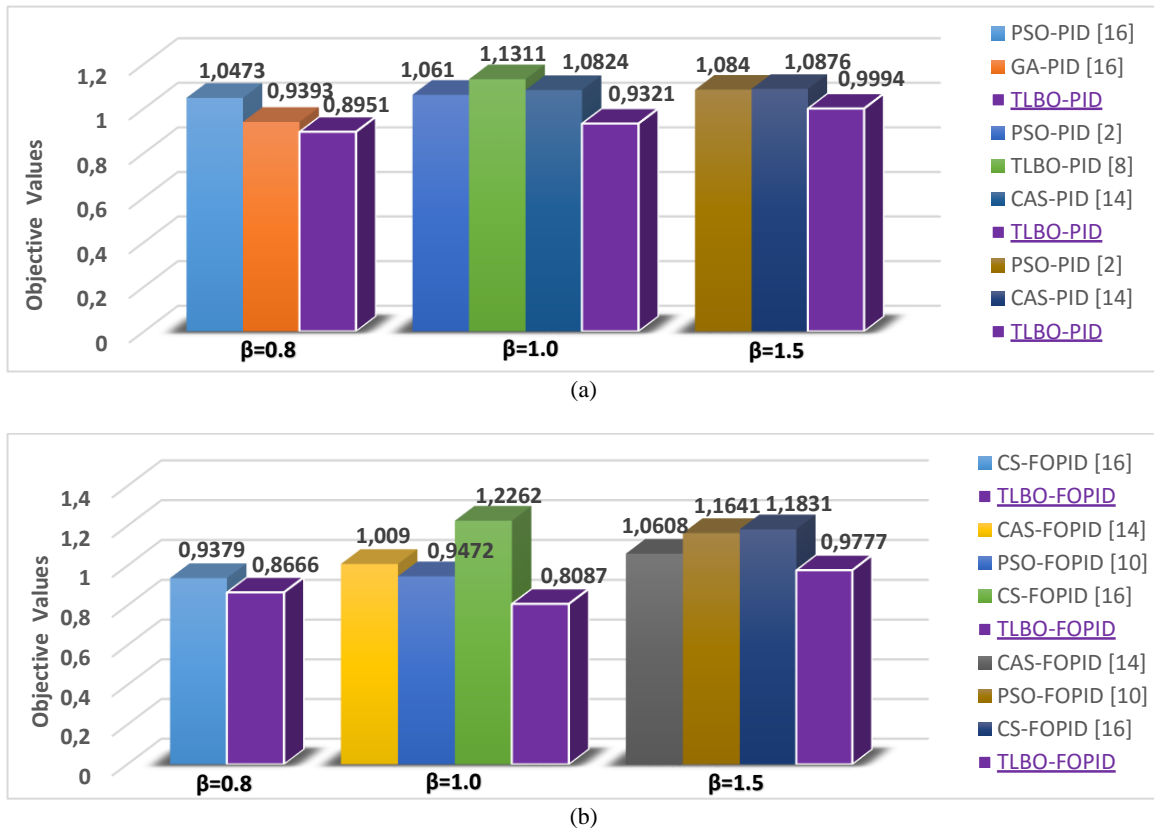 1,0473
0,9393
0,8951
1,061
1,1311
1,0824
0,9321
1,084
1,0876
0,9994
Objective Values
1,2
1
0,8
0,6
0,4
0,2
0
β=0.8
β=1.0
β=1.5
PSO-PID [16]
GA-PID [16]
TLBO-PID
PSO-PID [2]
TLBO-PID [8]
CAS-PID [14]
TLBO-PID
PSO-PID [2]
CAS-PID [14]
TLBO-PID
(a)
0,9379
0,8666
1,009
0,9472
1,2262
0,8087
1,0608
1,1641
1,1831
0,9777
Objective Values
1,4
1,2
1
0,8
0,6
0,4
0,2
0
β=0.8
β=1.0
β=1.5
CS-FOPID [16]
TLBO-FOPID
CAS-FOPID [14]
PSO-FOPID [10]
CS-FOPID [16]
TLBO-FOPID
CAS-FOPID [14]
PSO-FOPID [10]
CS-FOPID [16]
TLBO-FOPID
(b)